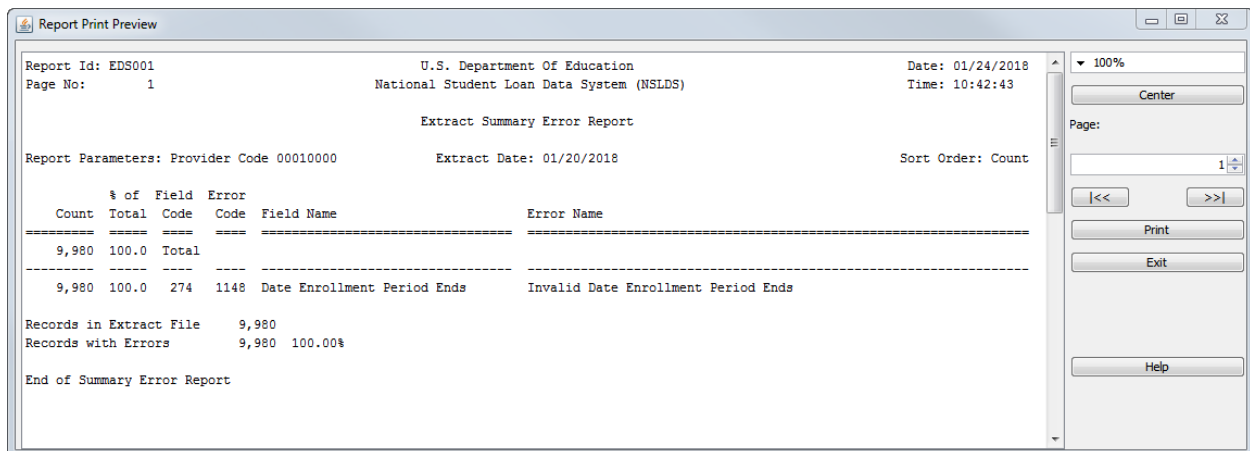 Report Print Preview
Report Id: EDS001 U.S. Department Of Education Date: 01/24/2018
Page No: 1 National Student Loan Data System (NSLDS) Time: 10:42:43
Extract Summary Error Report
Report Parameters: Provider Code 00010000 Extract Date: 01/20/2018 Sort Order: Count
% of Field Error
Count Total Code Code Field Name Error Name
========= ===== ==== ==== ================================= ==================================================================
9,980 100.0 Total
--------- ----- ---- ---- --------------------------------- ------------------------------------------------------------------
9,980 100.0 274 1148 Date Enrollment Period Ends Invalid Date Enrollment Period Ends
Records in Extract File 9,980
Records with Errors 9,980 100.00%
End of Summary Error Report
100%
Center
Page:
1
|<< >>|
Print
Exit
Help